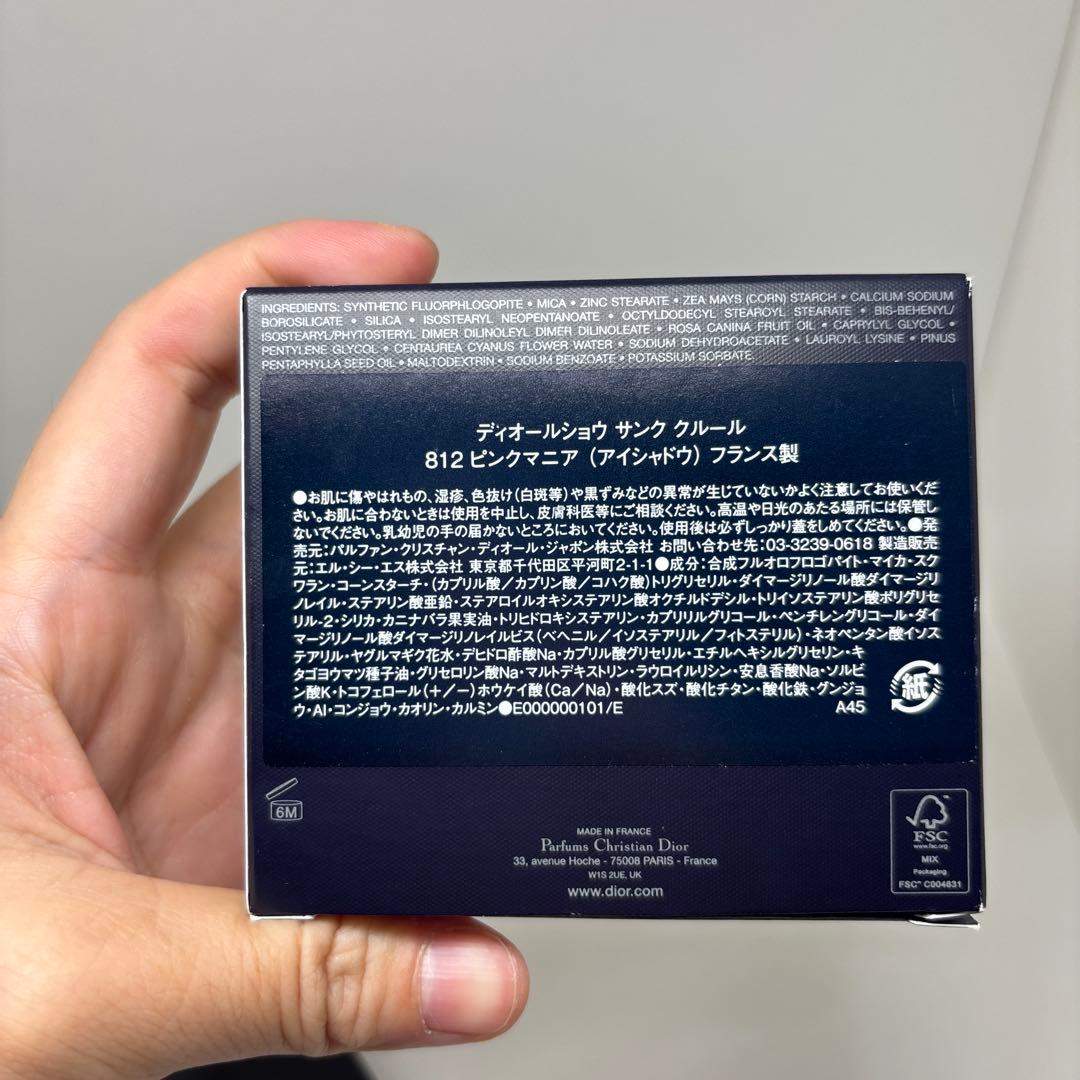 INGREDIENTS: SYNTHETIC FLUORPHLOGOPITE • MICA • ZINC STEARATE • ZEA MAYS (CORN) STARCH • CALCIUM SODIUM
BOROSILICATE • SILICA • ISOSTEARYL NEOPENTANOATE • OCTYLDODECYL STEAROYL STEARATE • BIS-BEHENYL/
ISOSTEARYL/PHYTOSTERYL DIMER DILINOLEYL DIMER DILINOLEATE • ROSA CANINA FRUIT OIL • CAPRYLYL GLYCOL •
PENTYLENE GLYCOL • CENTAUREA CYANUS FLOWER WATER • SODIUM DEHYDROACETATE • LAUROYL LYSINE • PINUS
PENTAPHYLLA SEED OIL • MALTODEXTRIN • SODIUM BENZOATE • POTASSIUM SORBATE.
ディオールショウ サンク クルール
812 ピンクマニア (アイシャドウ) フランス製
●お肌に傷やはれもの、湿疹、色抜け(白斑等)や黒ずみなどの異常が生じていないかよく注意してお使いくだ
さい。お肌に合わないときは使用を中止し、皮膚科医等にご相談ください。高温や日光のあたる場所には保管し
ないでください。乳幼児の手の届かないところにおいてください。使用後は必ずしっかり蓋をしめてください。●発
売元:パルファン・クリスチャン・ディオール・ジャポン株式会社 お問い合わせ先:03-3239-0618 製造販売
元:エル・シー・エス株式会社 東京都千代田区平河町2-1-1●成分:合成フルオロフロゴパイト・マイカ・スク
ワラン・コーンスターチ・(カプリル酸/カプリン酸/コハク酸)トリグリセリル・ダイマージリノール酸ダイマージリ
ノレイル・ステアリン酸亜鉛・ステアロイルオキシステアリン酸オクチルドデシル・トリイソステアリン酸ポリグリセ
リル-2・シリカ・カニナバラ果実油・トリヒドロキシステアリン・カプリリルグリコール・ペンチレングリコール・ダイ
マージリノール酸ダイマージリノレイルビス(ベヘニル/イソステアリル/フィトステリル)・ネオペンタン酸イソス
テアリル・ヤグルマギク花水・デヒドロ酢酸Na・カプリル酸グリセリル・エチルヘキシルグリセリン・キ
タゴヨウマツ種子油・グリセロリン酸Na・マルトデキストリン・ラウロイルリシン・安息香酸Na・ソルビ
ン酸K・トコフェロール(+/−)ホウケイ酸(Ca/Na)・酸化スズ・酸化チタン・酸化鉄・グンジョ
ウ・Al・コンジョウ・カオリン・カルミン●E000000101/E
A45
紙
6M
MADE IN FRANCE
Parfums Christian Dior
33, avenue Hoche - 75008 PARIS - France
W1S 2UE, UK
www.dior.com
FSC
www.fsc.org
MIX
Packaging
FSC™ C004831